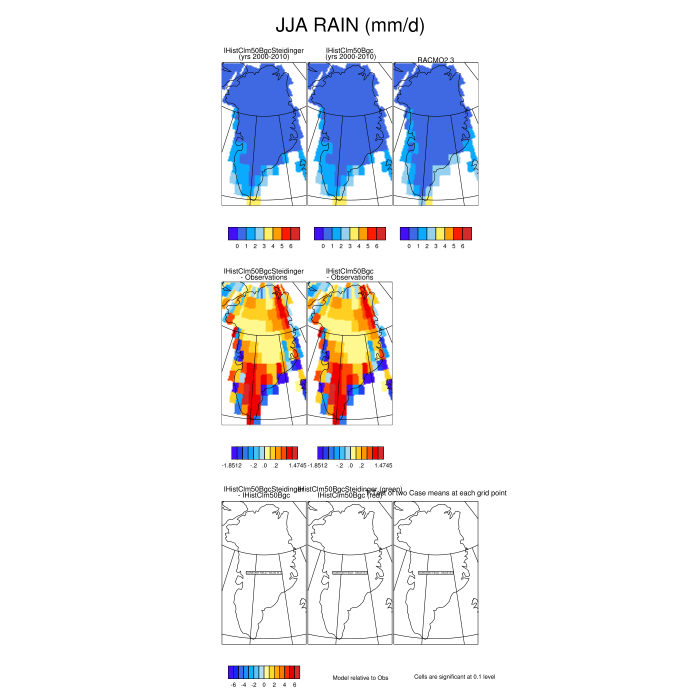 JJA RAIN (mm/d)
IHistClm50BgcSteidinger
(yrs 2000-2010)
IHistClm50Bgc
(yrs 2000-2010)
RACMO2.3
0 1 2 3 4 5 6
0 1 2 3 4 5 6
0 1 2 3 4 5 6
IHistClm50BgcSteidinger
- Observations
IHistClm50Bgc
- Observations
-1.8512 -.2 .0 .2 1.4745
-1.8512 -.2 .0 .2 1.4745
IHistClm50BgcSteidinger
- IHistClm50Bgc
IHistClm50BgcSteidinger (green)
IHistClm50Bgc (red)
of two Case means at each grid point
-6 -4 -2 0 2 4 6
Model relative to Obs
Cells are significant at 0.1 level